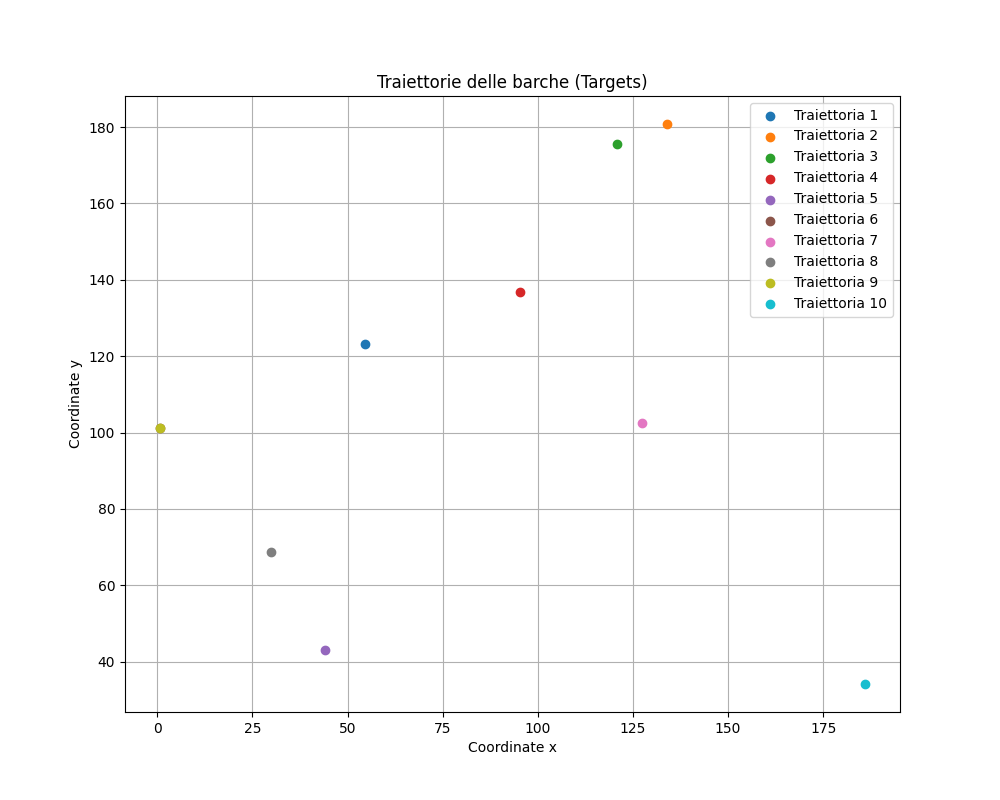 Traiettorie delle barche (Targets)
Traiettoria 1
Traiettoria 2
Traiettoria 3
Traiettoria 4
Traiettoria 5
Traiettoria 6
Traiettoria 7
Traiettoria 8
Traiettoria 9
Traiettoria 10
Coordinate y
180
160
140
120
100
80
60
40
0 25 50 75 100 125 150 175
Coordinate x